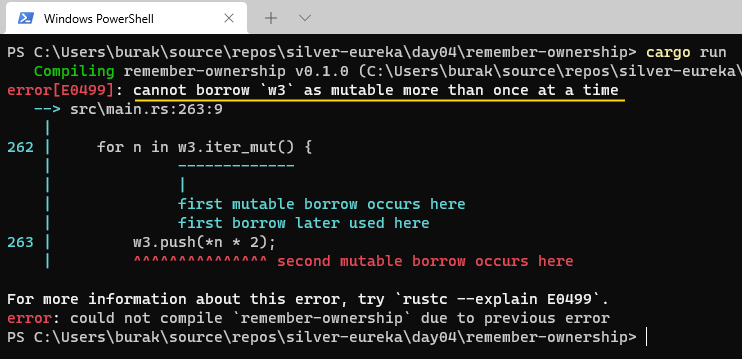 Windows PowerShell
PS C:\Users\burak\source\repos\silver-eureka\day04\remember-ownership> cargo run
   Compiling remember-ownership v0.1.0 (C:\Users\burak\source\repos\silver-eureka\
error[E0499]: cannot borrow `w3` as mutable more than once at a time
   --> src\main.rs:263:9
    |
262 |     for n in w3.iter_mut() {
    |              -------------
    |              |
    |              first mutable borrow occurs here
    |              first borrow later used here
263 |         w3.push(*n * 2);
    |         ^^^^^^^^^^^^^^^ second mutable borrow occurs here

For more information about this error, try `rustc --explain E0499`.
error: could not compile `remember-ownership` due to previous error
PS C:\Users\burak\source\repos\silver-eureka\day04\remember-ownership>